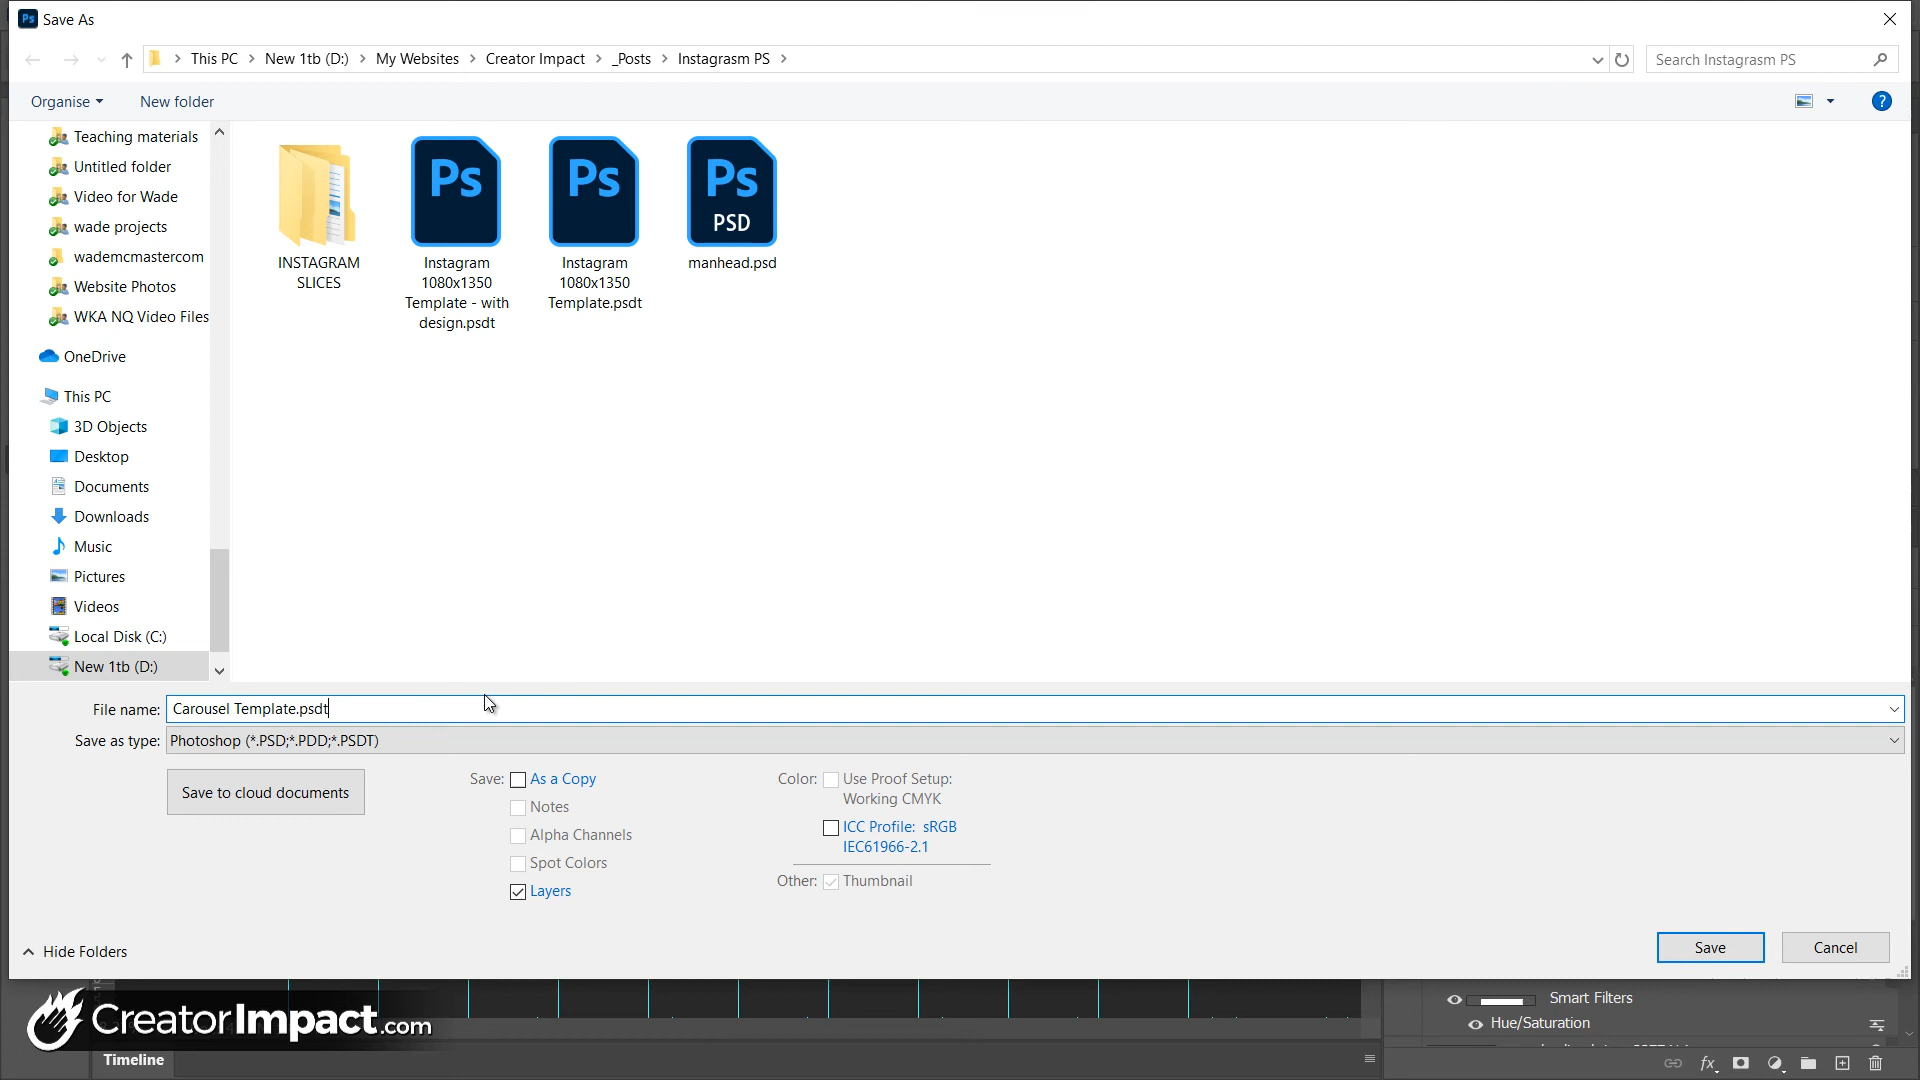 Ps Save As
This PC > New 1tb (D:) > My Websites > Creator Impact > _Posts > Instagrasm PS >
Search Instagrasm PS
Organise
New folder
?
Teaching materials
Untitled folder
Video for Wade
wade projects
wademcmastercom
Website Photos
WKA NQ Video Files
OneDrive
This PC
3D Objects
Desktop
Documents
Downloads
Music
Pictures
Videos
Local Disk (C:)
New 1tb (D:)
INSTAGRAM
SLICES
Ps
Instagram
1080x1350
Template - with
design.psdt
Ps
Instagram
1080x1350
Template.psdt
Ps
PSD
manhead.psd
File name: Carousel Template.psdt
Save as type: Photoshop (*.PSD;*.PDD;*.PSDT)
Save to cloud documents
Save: As a Copy
Notes
Alpha Channels
Spot Colors
Layers
Color: Use Proof Setup:
Working CMYK
ICC Profile: sRGB
IEC61966-2.1
Other: Thumbnail
Hide Folders
Save
Cancel
CreatorImpact.com
Timeline
Smart Filters
Hue/Saturation
fx